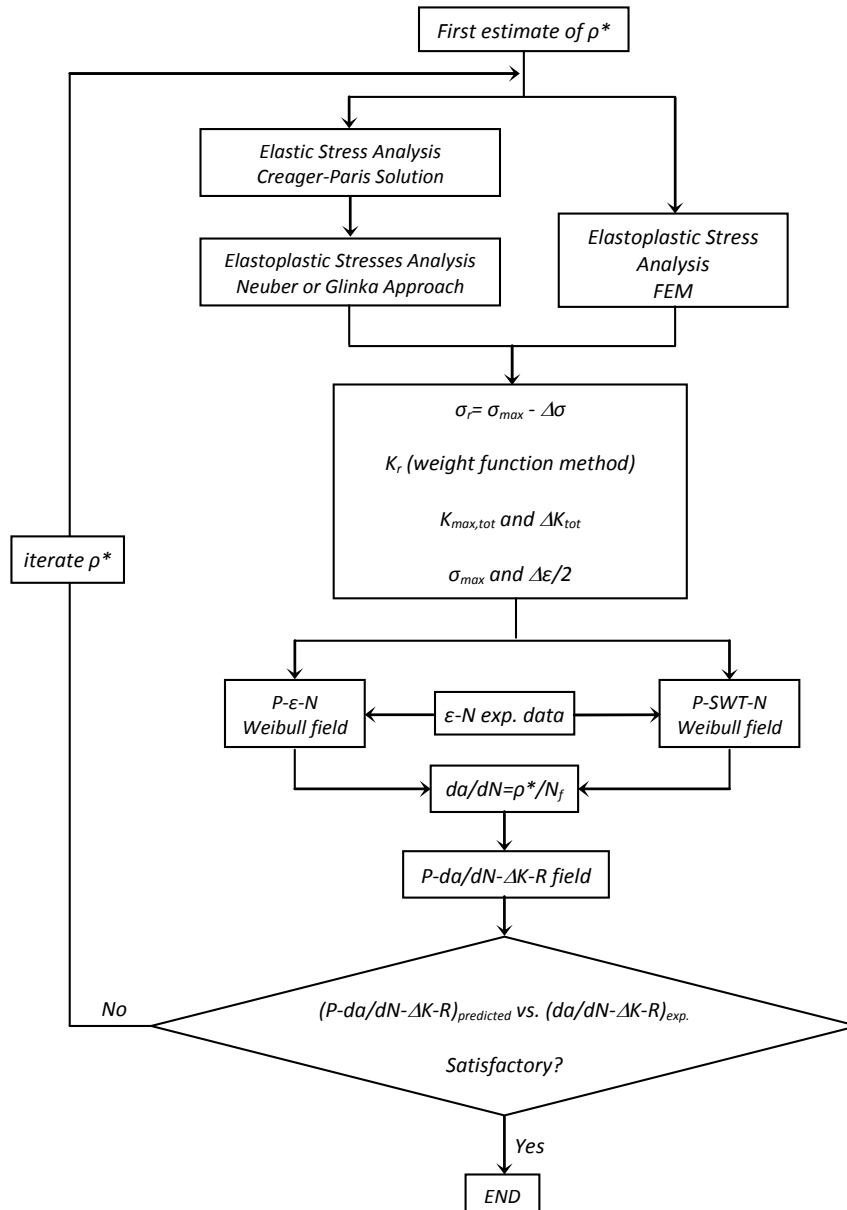 First estimate of ρ*
Elastic Stress Analysis
Creager-Paris Solution
Elastoplastic Stresses Analysis
Neuber or Glinka Approach
Elastoplastic Stress
Analysis
FEM
σr= σmax - Δσ
Kr (weight function method)
Kmax,tot and ΔKtot
σmax and Δε/2
iterate ρ*
P-ε-N
Weibull field
ε-N exp. data
P-SWT-N
Weibull field
da/dN=ρ*/Nf
P-da/dN-ΔK-R field
No
(P-da/dN-ΔK-R)predicted vs. (da/dN-ΔK-R)exp.
Satisfactory?
Yes
END